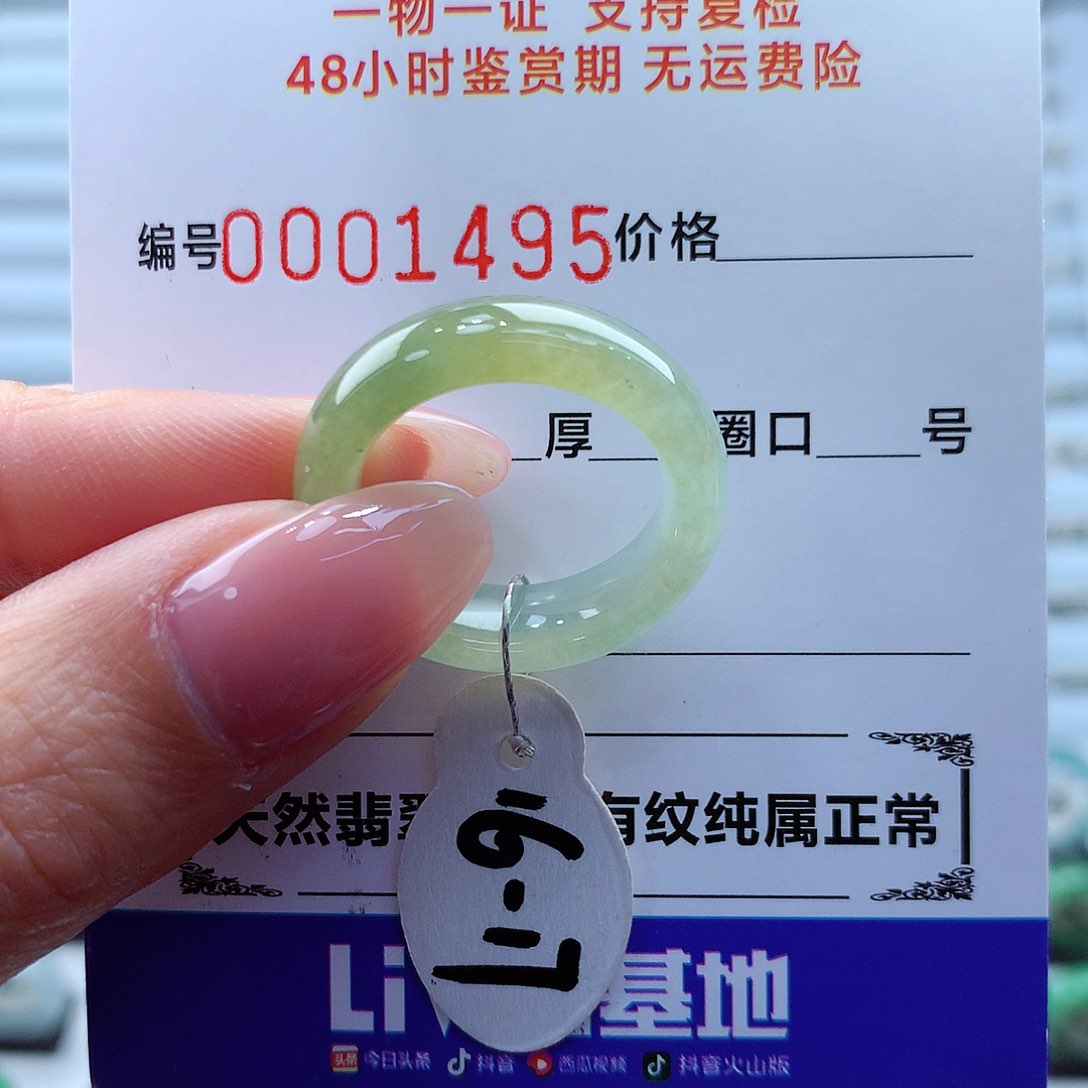 一物一证 支持复检
48小时鉴赏期 无运费险
编号0001495价格
厚 圈口 号
天然翡翠 有纹纯属正常
Li 基地
头条 今日头条 抖音 西瓜视频 抖音火山版